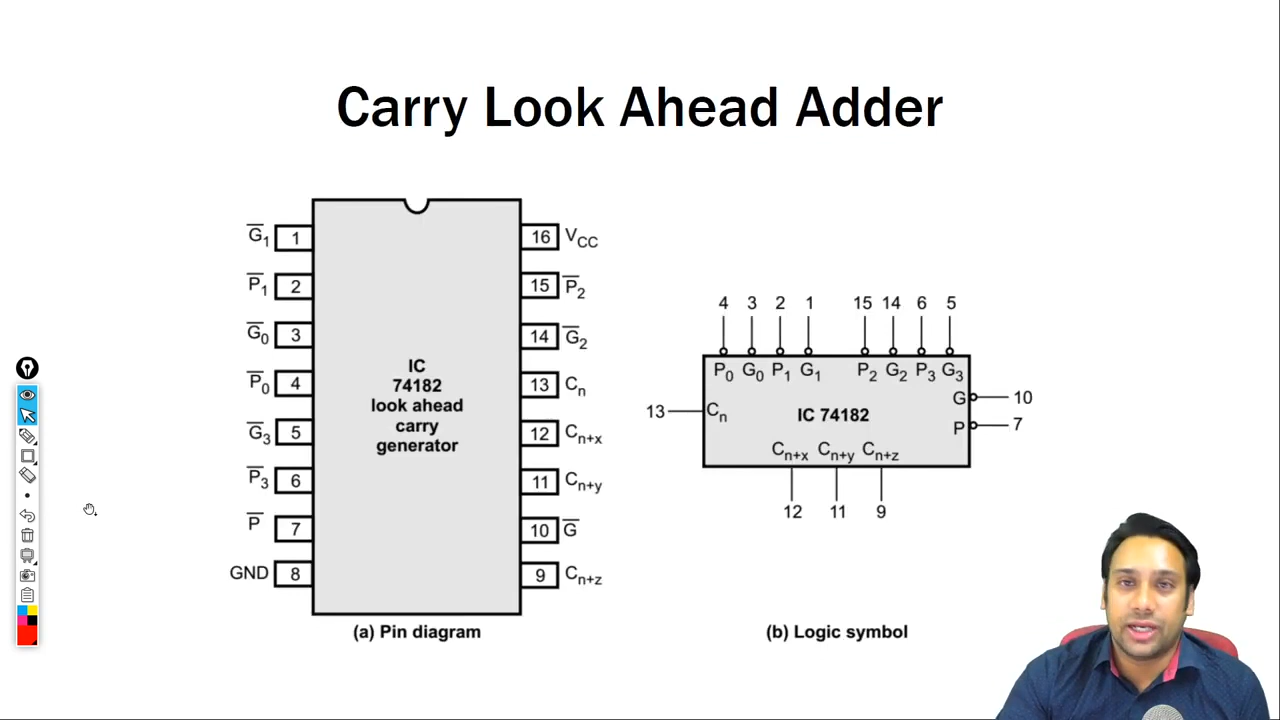 Carry Look Ahead Adder
G̅1 1
P̅1 2
G̅0 3
P̅0 4
G̅3 5
P̅3 6
P̅ 7
GND 8
IC
74182
look ahead
carry
generator
16 VCC
15 P̅2
14 G̅2
13 Cn
12 Cn+x
11 Cn+y
10 G̅
9 Cn+z
(a) Pin diagram
4 3 2 1 15 14 6 5
P0 G0 P1 G1 P2 G2 P3 G3
G 10
13 Cn IC 74182
P 7
Cn+x Cn+y Cn+z
12 11 9
(b) Logic symbol